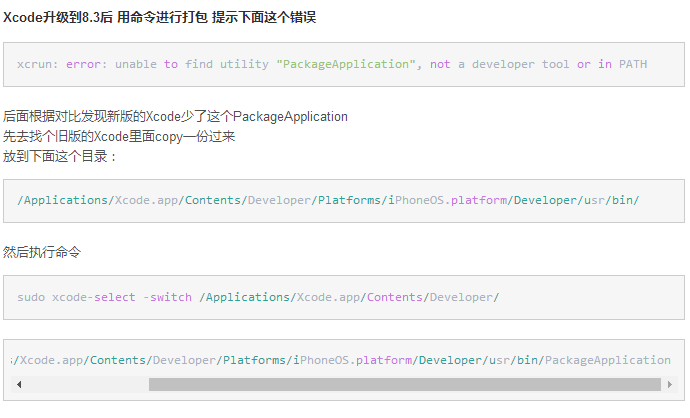 Xcode升级到8.3后 用命令进行打包 提示下面这个错误
xcrun: error: unable to find utility "PackageApplication", not a developer tool or in PATH
后面根据对比发现新版的Xcode少了这个PackageApplication
先去找个旧版的Xcode里面copy一份过来
放到下面这个目录：
/Applications/Xcode.app/Contents/Developer/Platforms/iPhoneOS.platform/Developer/usr/bin/
然后执行命令
sudo xcode-select -switch /Applications/Xcode.app/Contents/Developer/
/Xcode.app/Contents/Developer/Platforms/iPhoneOS.platform/Developer/usr/bin/PackageApplication